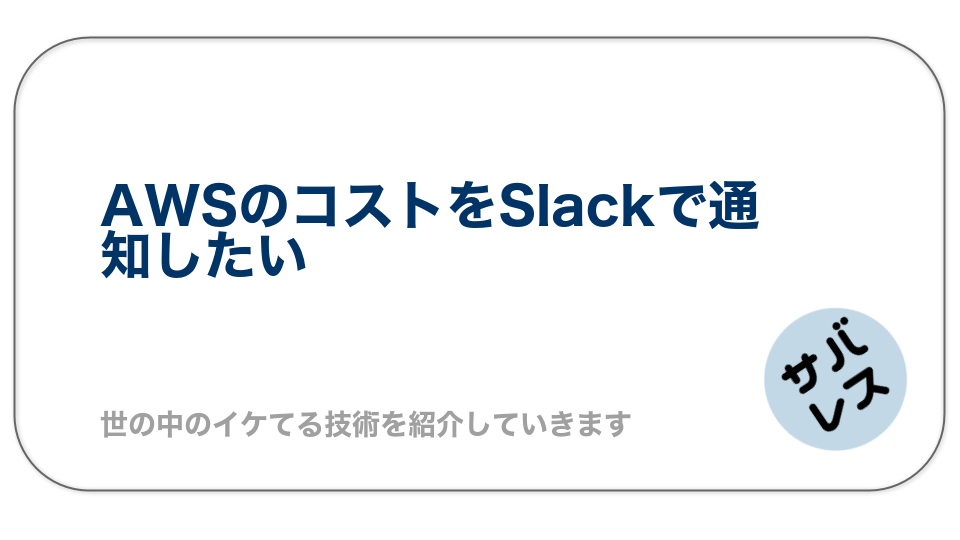 AWSのコストをSlackで通
知したい
サバ
レス
世の中のイケてる技術を紹介していきます